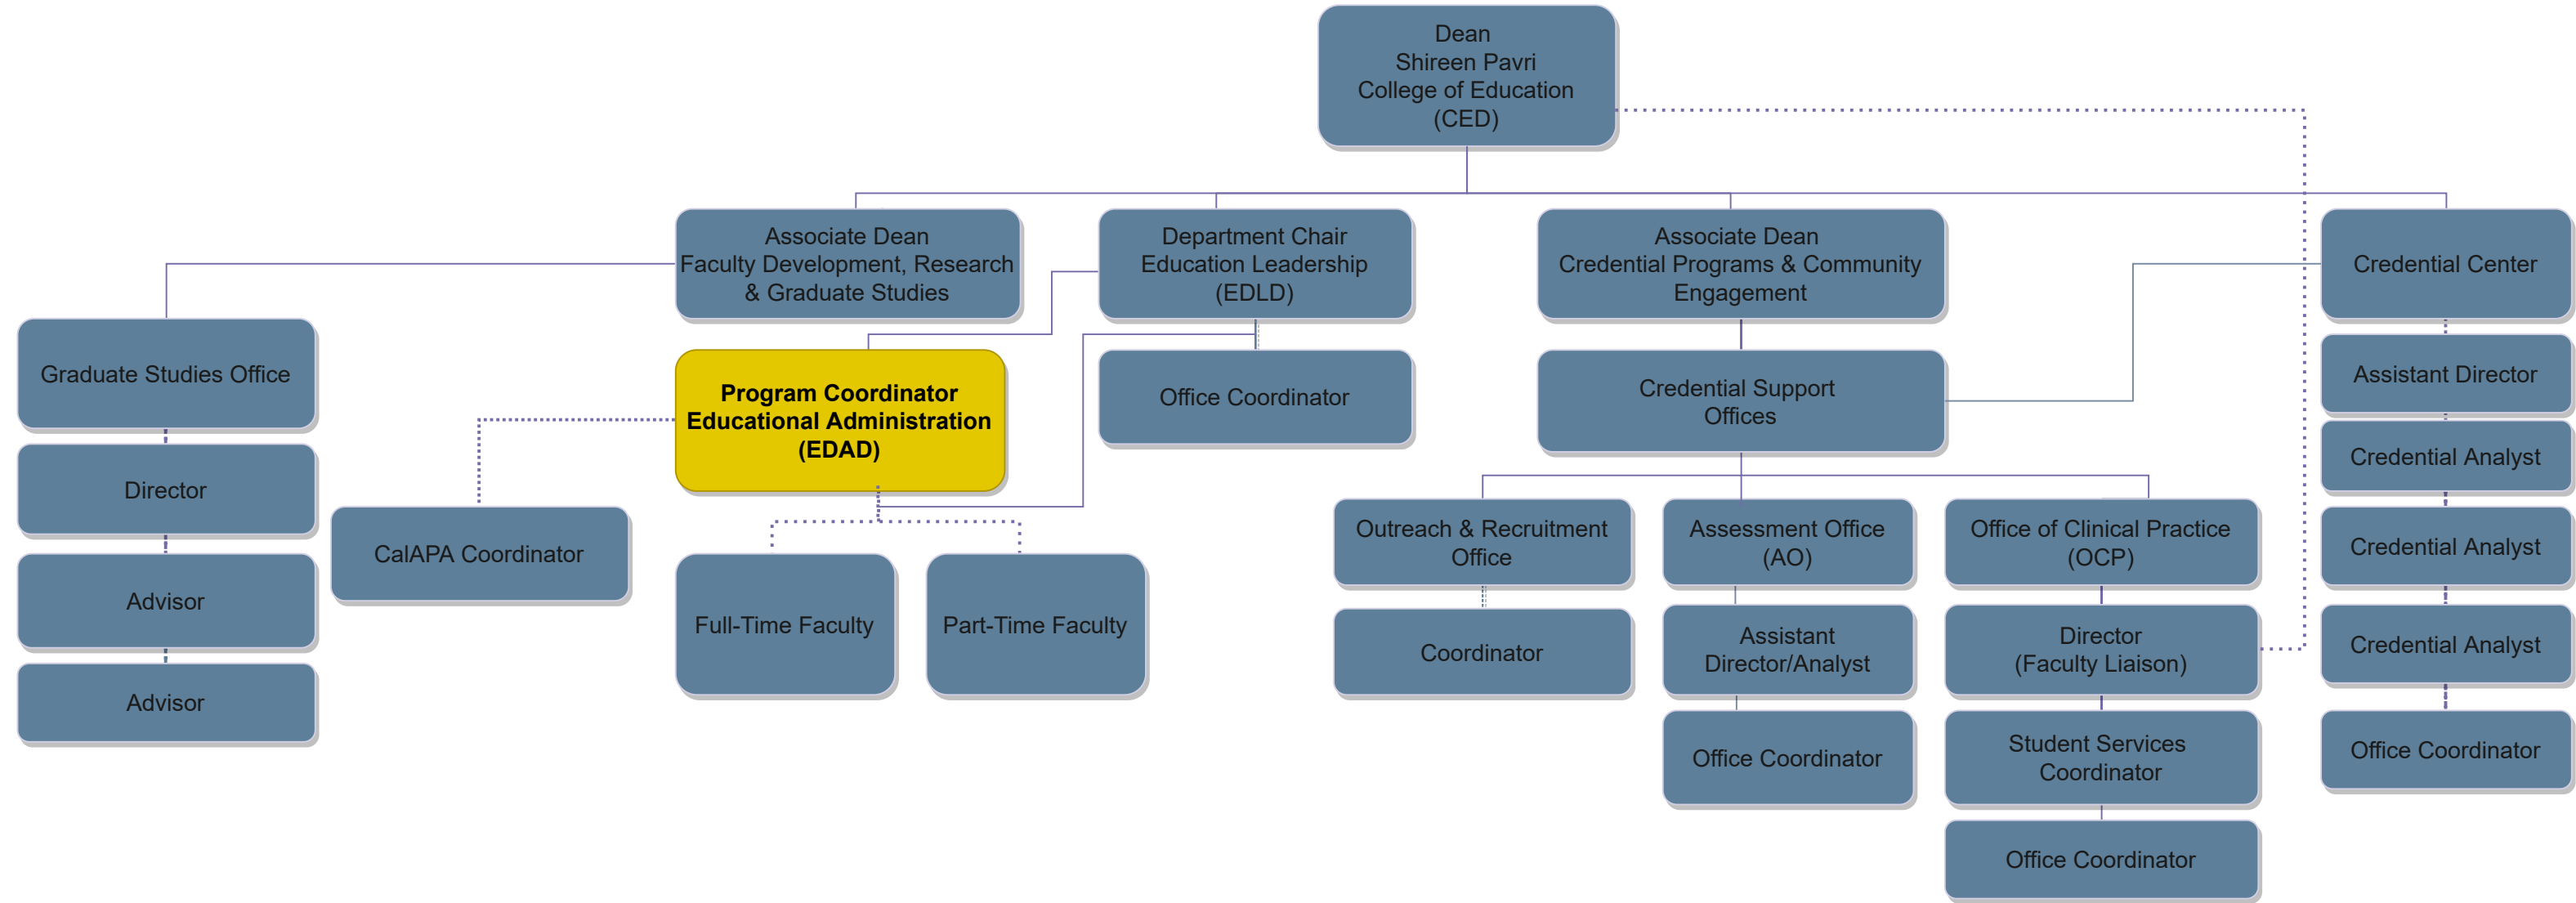 Dean
Shireen Pavri
College of Education
(CED)
Associate Dean
Faculty Development, Research
& Graduate Studies
Department Chair
Education Leadership
(EDLD)
Associate Dean
Credential Programs & Community
Engagement
Credential Center
Graduate Studies Office
Director
Advisor
Advisor
CalAPA Coordinator
Program Coordinator
Educational Administration
(EDAD)
Full-Time Faculty
Part-Time Faculty
Office Coordinator
Credential Support
Offices
Outreach & Recruitment
Office
Coordinator
Assessment Office
(AO)
Assistant
Director/Analyst
Office Coordinator
Office of Clinical Practice
(OCP)
Director
(Faculty Liaison)
Student Services
Coordinator
Office Coordinator
Assistant Director
Credential Analyst
Credential Analyst
Credential Analyst
Office Coordinator